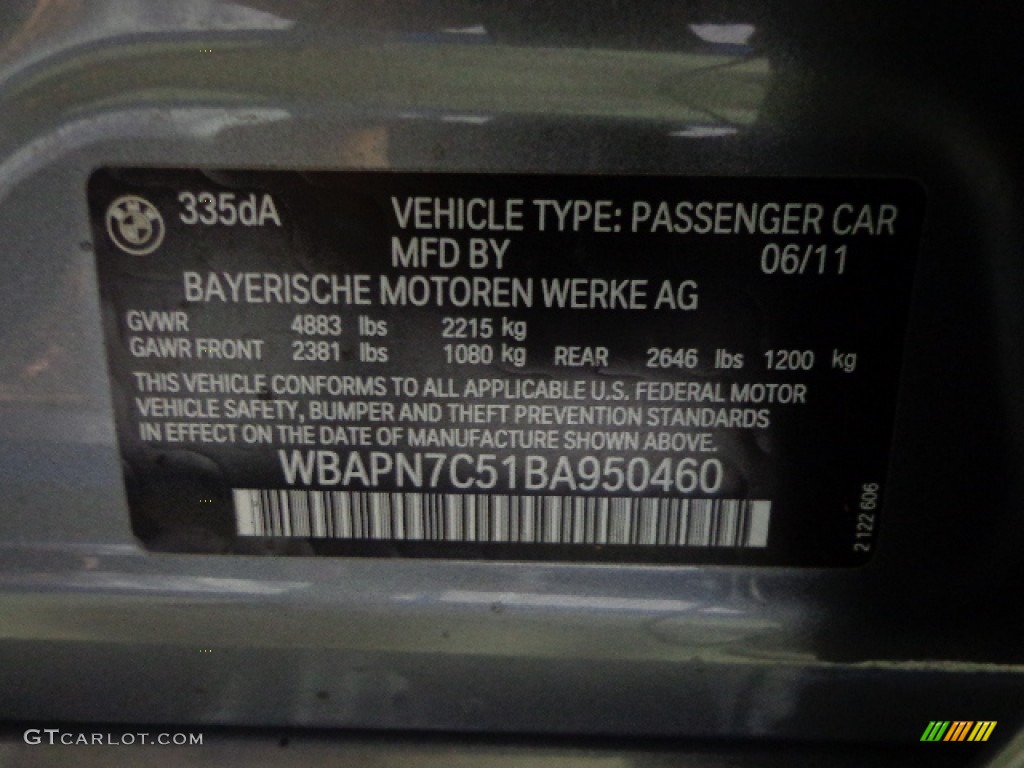 335dA VEHICLE TYPE: PASSENGER CAR
MFD BY 06/11
BAYERISCHE MOTOREN WERKE AG
GVWR 4883 lbs 2215 kg
GAWR FRONT 2381 lbs 1080 kg REAR 2646 lbs 1200 kg
THIS VEHICLE CONFORMS TO ALL APPLICABLE U.S. FEDERAL MOTOR
VEHICLE SAFETY, BUMPER AND THEFT PREVENTION STANDARDS
IN EFFECT ON THE DATE OF MANUFACTURE SHOWN ABOVE.
WBAPN7C51BA950460
2 122 606
GTCARLOT.COM